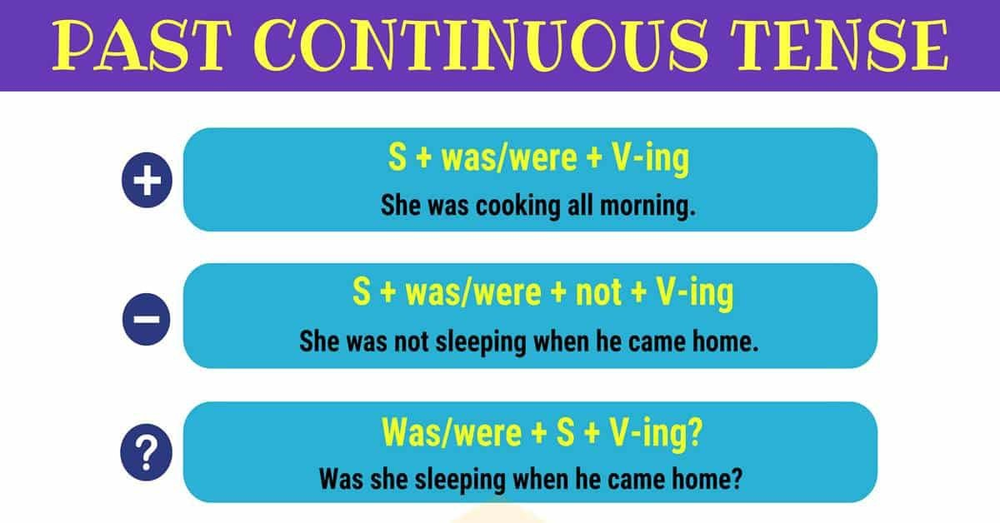 PAST CONTINUOUS TENSE
+
S + was/were + V-ing
She was cooking all morning.
−
S + was/were + not + V-ing
She was not sleeping when he came home.
?
Was/were + S + V-ing?
Was she sleeping when he came home?